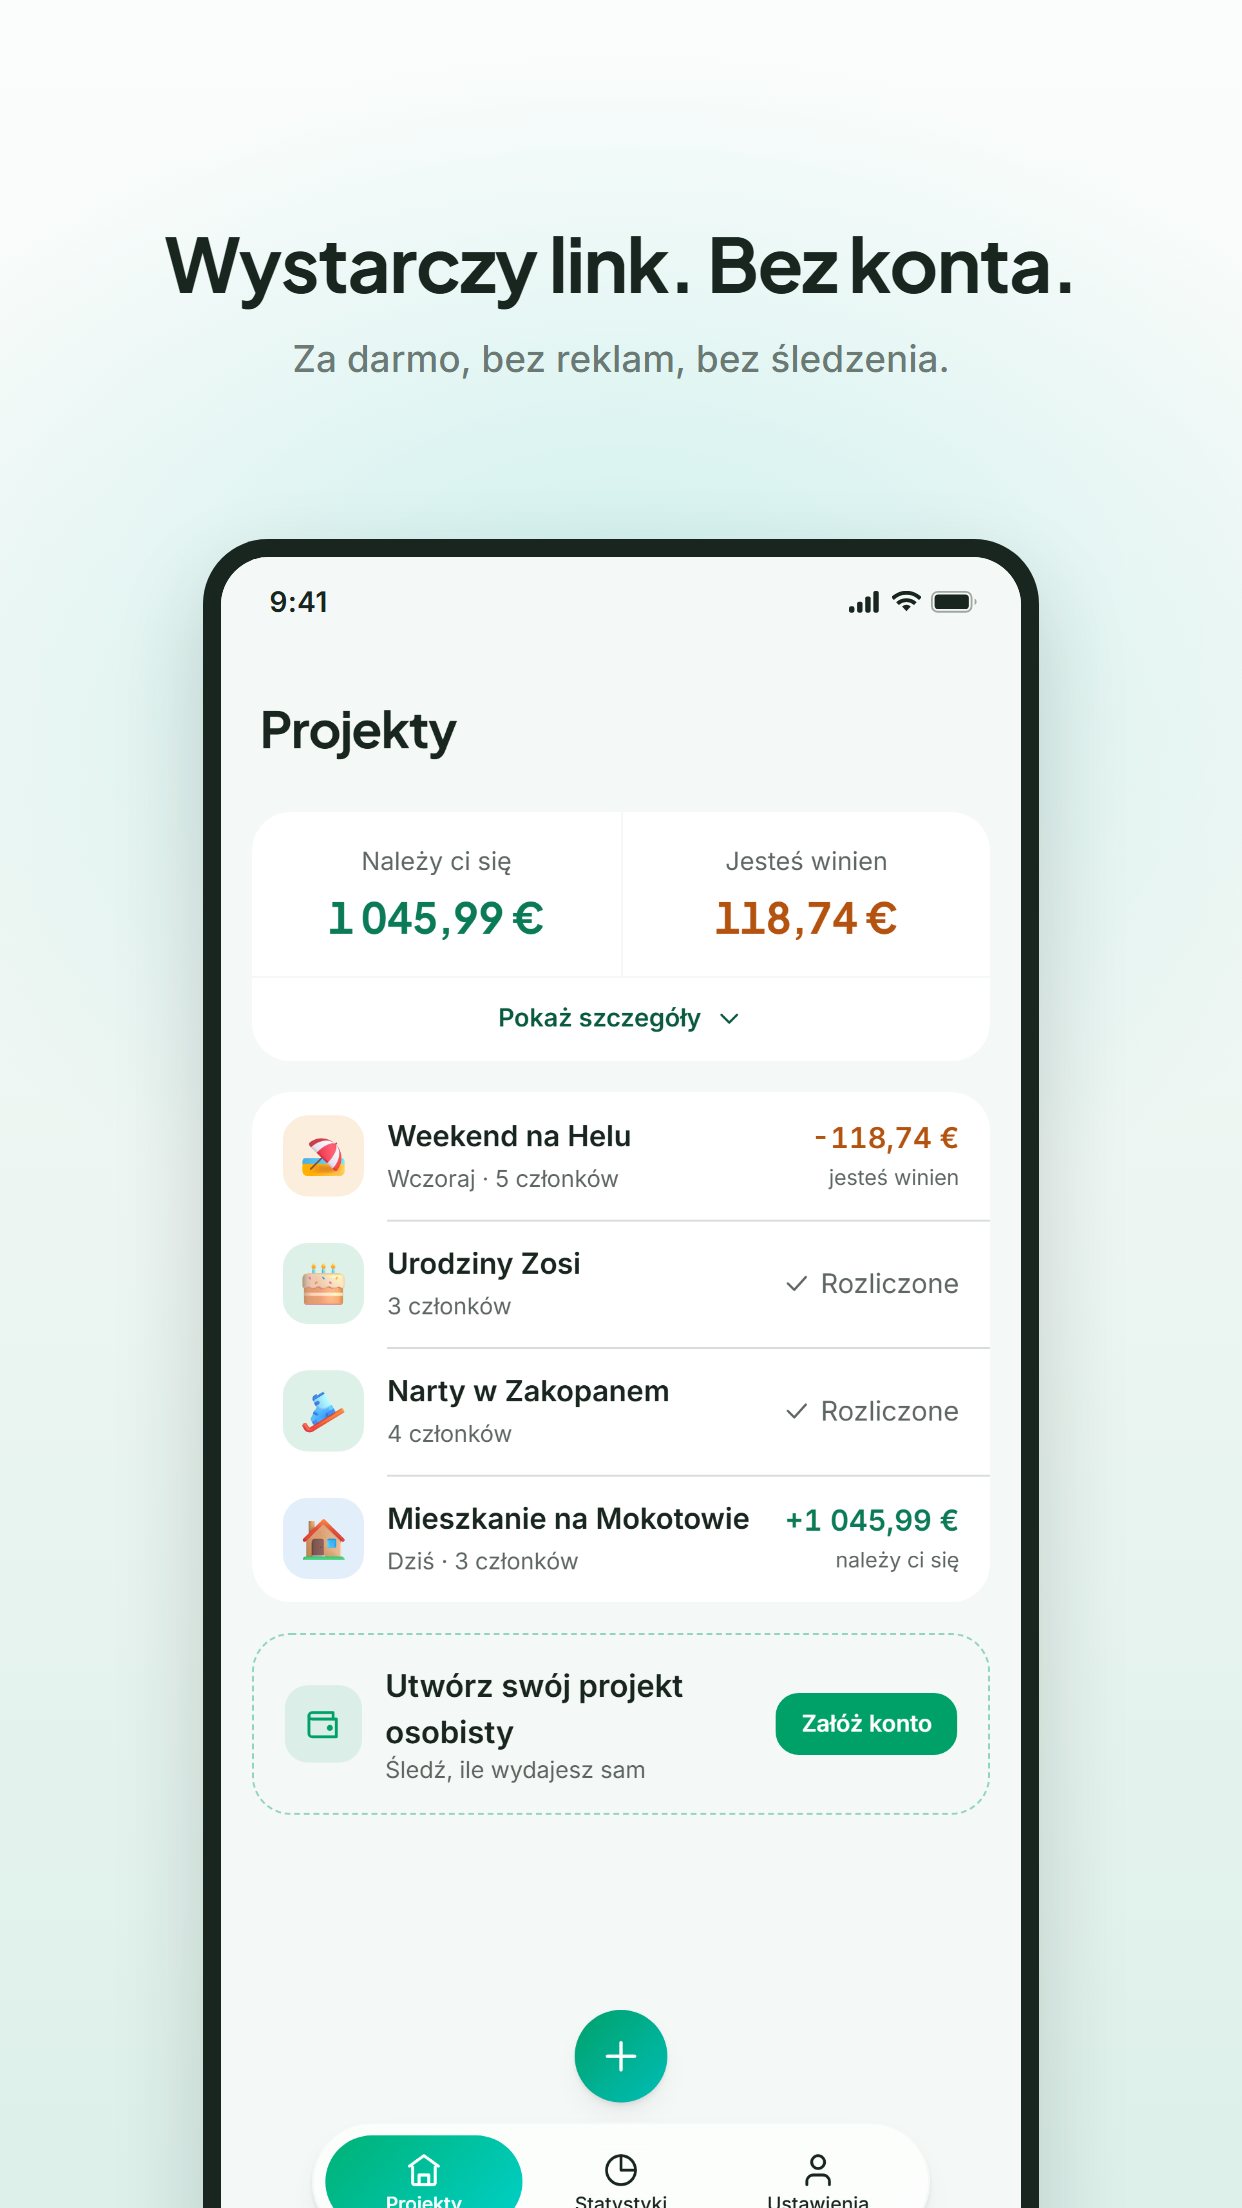 Wystarczy link. Bez konta.
Za darmo, bez reklam, bez śledzenia.
9:41
Projekty
Należy ci się
1 045,99 €
Jesteś winien
118,74 €
Pokaż szczegóły
Weekend na Helu
-118,74 €
Wczoraj · 5 członków
jesteś winien
Urodziny Zosi
3 członków
Rozliczone
Narty w Zakopanem
4 członków
Rozliczone
Mieszkanie na Mokotowie
+1 045,99 €
Dziś · 3 członków
należy ci się
Utwórz swój projekt
osobisty
Śledź, ile wydajesz sam
Załóż konto
Projekty
Statystyki
Ustawienia